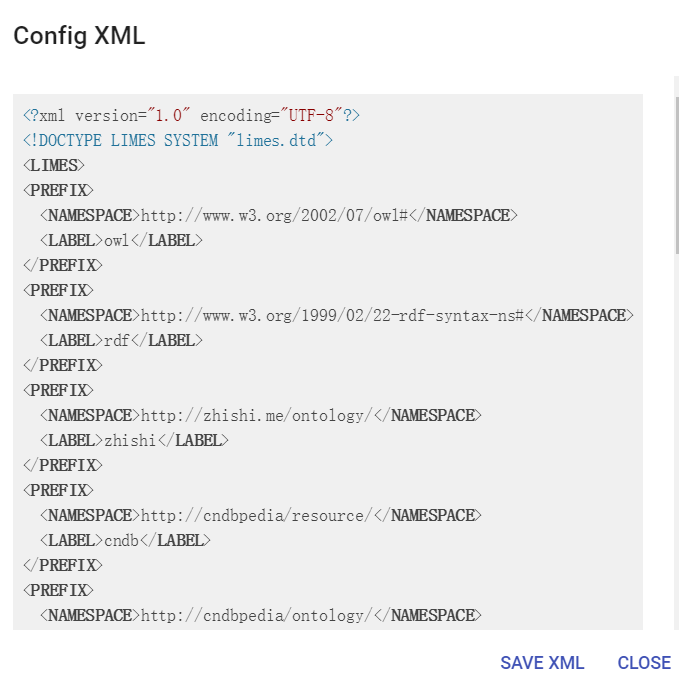 Config XML
<?xml version="1.0" encoding="UTF-8"?>
<!DOCTYPE LIMES SYSTEM "limes.dtd">
<LIMES>
<PREFIX>
  <NAMESPACE>http://www.w3.org/2002/07/owl#</NAMESPACE>
  <LABEL>owl</LABEL>
</PREFIX>
<PREFIX>
  <NAMESPACE>http://www.w3.org/1999/02/22-rdf-syntax-ns#</NAMESPACE>
  <LABEL>rdf</LABEL>
</PREFIX>
<PREFIX>
  <NAMESPACE>http://zhishi.me/ontology/</NAMESPACE>
  <LABEL>zhishi</LABEL>
</PREFIX>
<PREFIX>
  <NAMESPACE>http://cndbpedia/resource/</NAMESPACE>
  <LABEL>cndb</LABEL>
</PREFIX>
<PREFIX>
  <NAMESPACE>http://cndbpedia/ontology/</NAMESPACE>
SAVE XML CLOSE